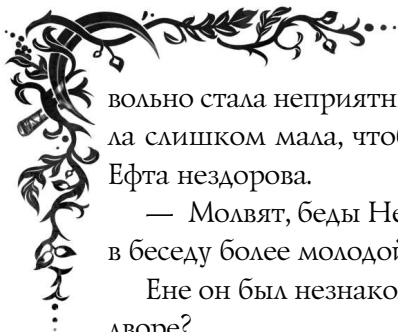 вольно стала неприятн
ла слишком мала, чтоб
Ефта нездорова.
— Молвят, беды Не
в беседу более молодой
Ене он был незнако
дворе?